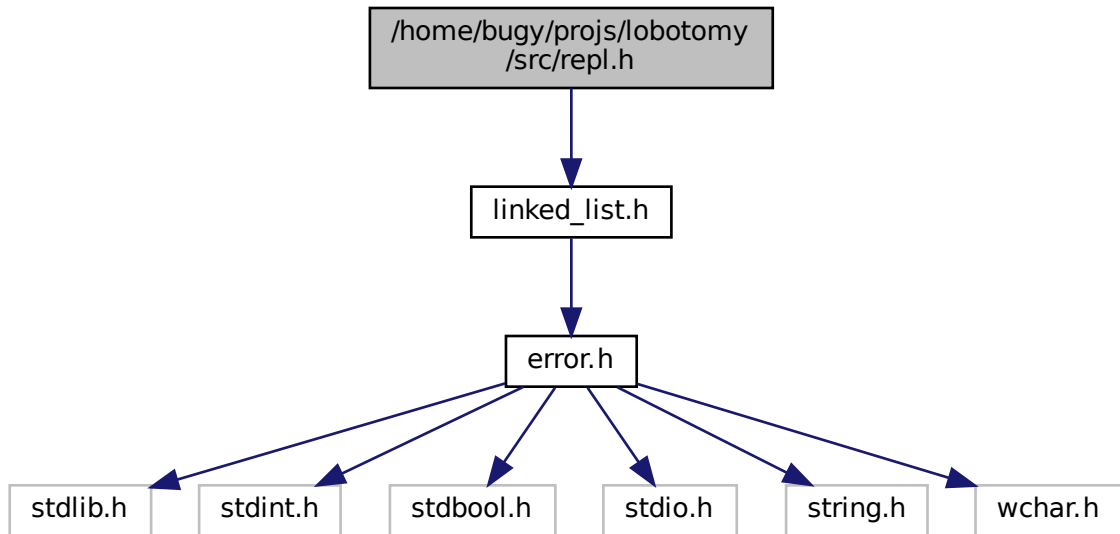 /home/bugy/projs/lobotomy
/src/repl.h
linked_list.h
error.h
stdlib.h
stdint.h
stdbool.h
stdio.h
string.h
wchar.h